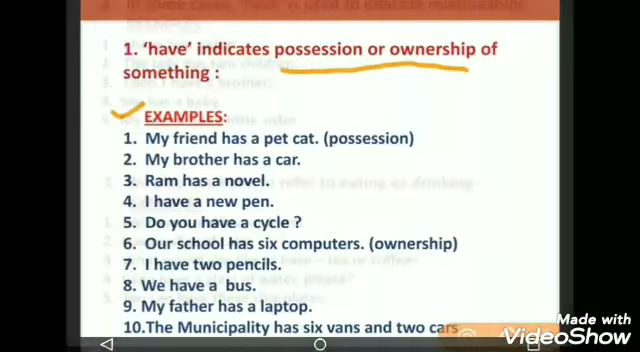 1. 'have' indicates possession or ownership of
something :
EXAMPLES:
1. My friend has a pet cat. (possession)
2. My brother has a car.
3. Ram has a novel.
4. I have a new pen.
5. Do you have a cycle ?
6. Our school has six computers. (ownership)
7. I have two pencils.
8. We have a bus.
9. My father has a laptop.
10.The Municipality has six vans and two cars
Made with
VideoShow